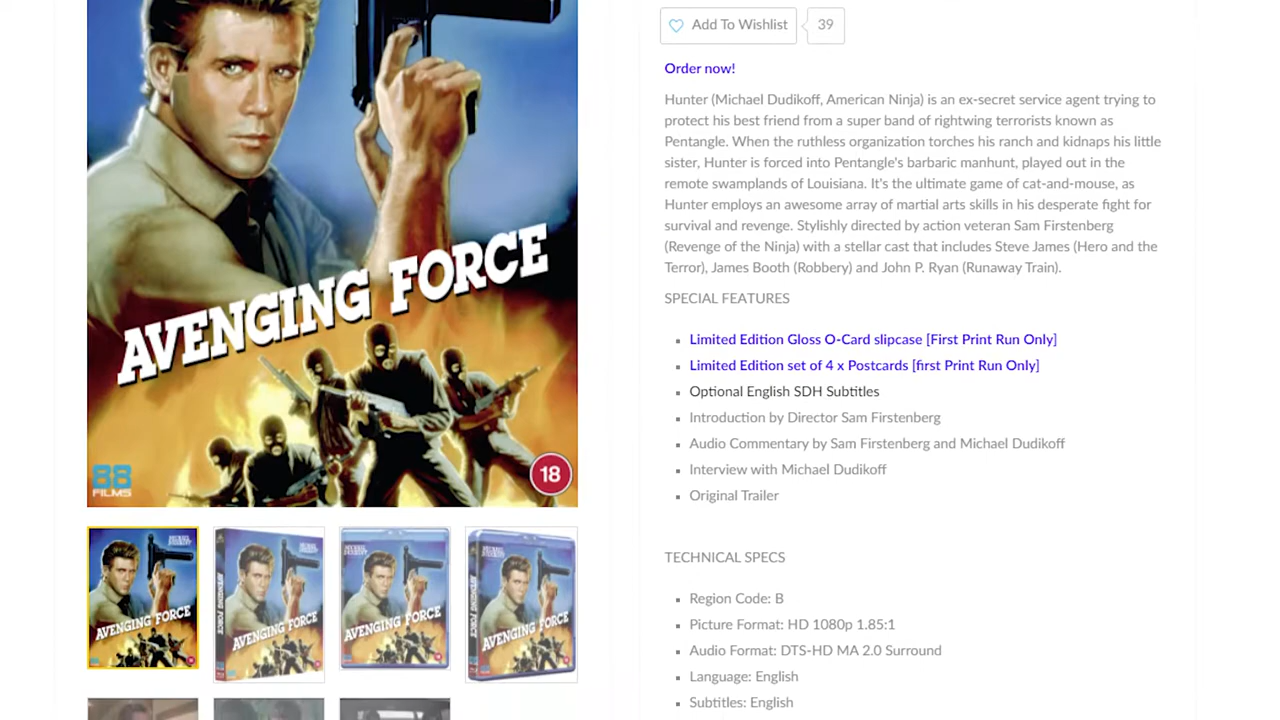 AVENGING FORCE
88
FILMS
18
AVENGING FORCE
AVENGING FORCE
AVENGING FORCE
AVENGING FORCE
Add To Wishlist
39
Order now!
Hunter (Michael Dudikoff, American Ninja) is an ex-secret service agent trying to
protect his best friend from a super band of rightwing terrorists known as
Pentangle. When the ruthless organization torches his ranch and kidnaps his little
sister, Hunter is forced into Pentangle's barbaric manhunt, played out in the
remote swamplands of Louisiana. It's the ultimate game of cat-and-mouse, as
Hunter employs an awesome array of martial arts skills in his desperate fight for
survival and revenge. Stylishly directed by action veteran Sam Firstenberg
(Revenge of the Ninja) with a stellar cast that includes Steve James (Hero and the
Terror), James Booth (Robbery) and John P. Ryan (Runaway Train).
SPECIAL FEATURES
Limited Edition Gloss O-Card slipcase [First Print Run Only]
Limited Edition set of 4 x Postcards [first Print Run Only]
Optional English SDH Subtitles
Introduction by Director Sam Firstenberg
Audio Commentary by Sam Firstenberg and Michael Dudikoff
Interview with Michael Dudikoff
Original Trailer
TECHNICAL SPECS
Region Code: B
Picture Format: HD 1080p 1.85:1
Audio Format: DTS-HD MA 2.0 Surround
Language: English
Subtitles: English